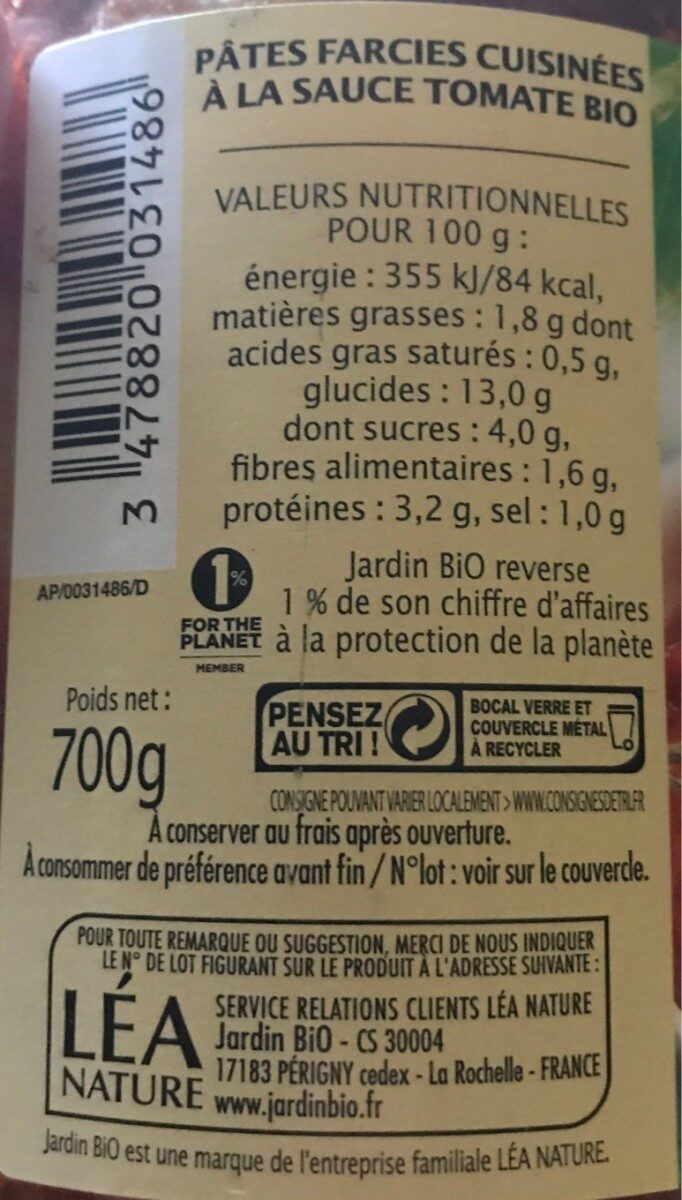 PÂTES FARCIES CUISINÉES
À LA SAUCE TOMATE BIO
VALEURS NUTRITIONNELLES
POUR 100 g :
énergie : 355 kJ/84 kcal,
matières grasses : 1,8 g dont
acides gras saturés : 0,5 g,
glucides : 13,0 g
dont sucres : 4,0 g,
fibres alimentaires : 1,6 g,
protéines : 3,2 g, sel : 1,0 g
3 478820 031486
AP/0031486/D
1%
FOR THE
PLANET
MEMBER
Jardin BiO reverse
1 % de son chiffre d'affaires
à la protection de la planète
Poids net :
700g
PENSEZ
AU TRI !
BOCAL VERRE ET
COUVERCLE MÉTAL
À RECYCLER
CONSIGNE POUVANT VARIER LOCALEMENT > WWW.CONSIGNESDETRI.FR
À conserver au frais après ouverture.
À consommer de préférence avant fin / N°lot : voir sur le couvercle.
POUR TOUTE REMARQUE OU SUGGESTION, MERCI DE NOUS INDIQUER
LE N° DE LOT FIGURANT SUR LE PRODUIT À L'ADRESSE SUIVANTE :
LÉA
NATURE
SERVICE RELATIONS CLIENTS LÉA NATURE
Jardin BiO - CS 30004
17183 PÉRIGNY cedex - La Rochelle - FRANCE
www.jardinbio.fr
Jardin BiO est une marque de l'entreprise familiale LÉA NATURE.